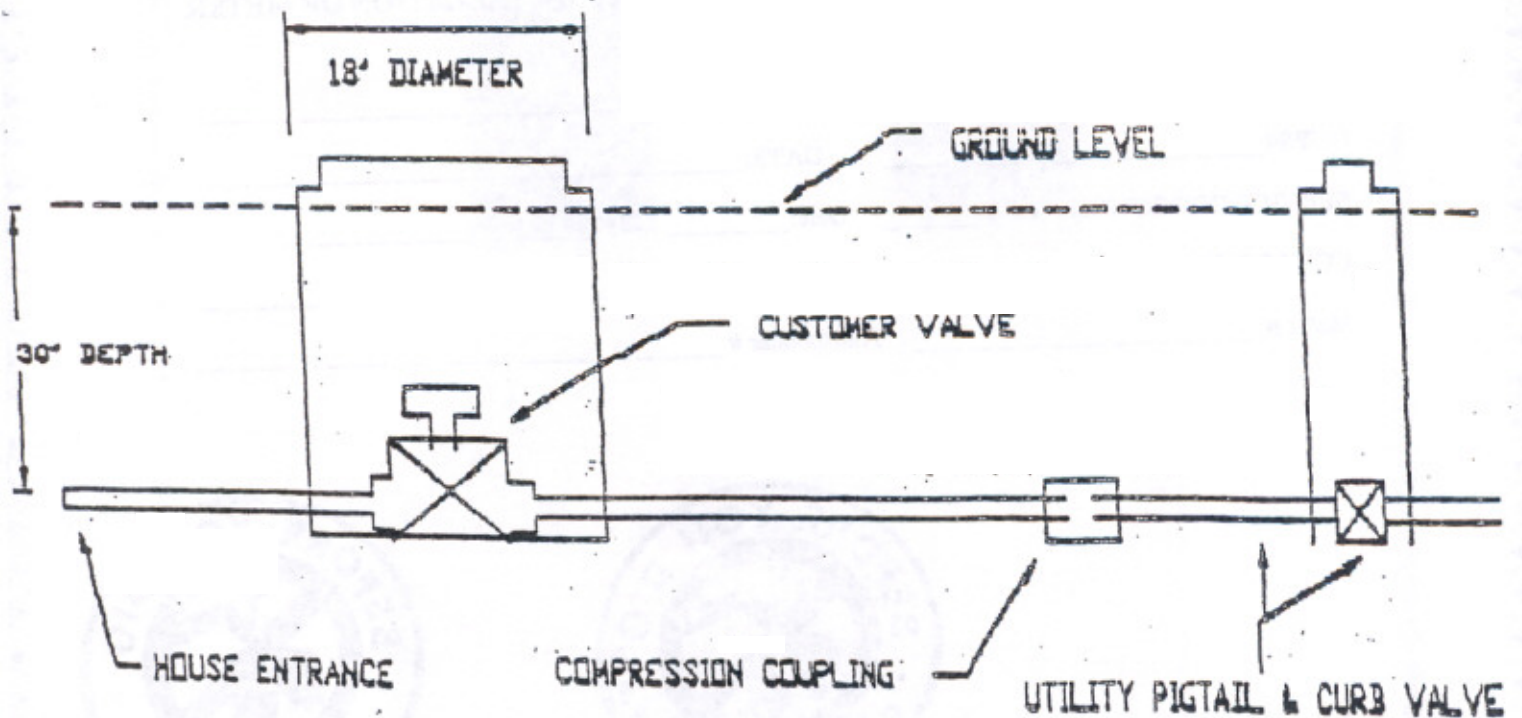 18" DIAMETER
GROUND LEVEL
CUSTOMER VALVE
30" DEPTH
HOUSE ENTRANCE
COMPRESSION COUPLING
UTILITY PIGTAIL & CURB VALVE